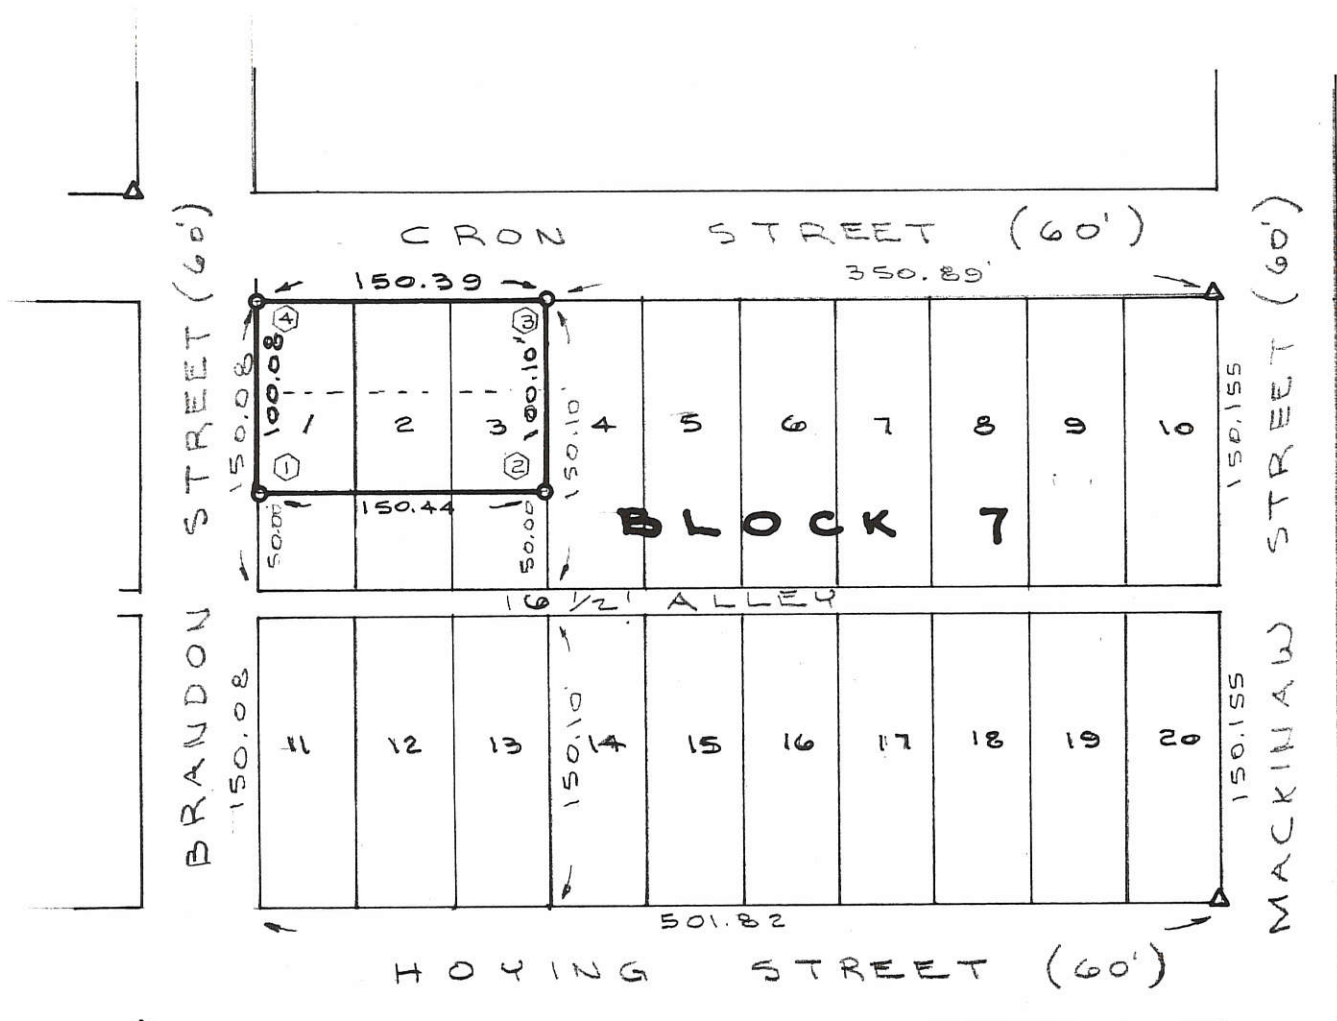 CRON STREET (60')
BRANDON STREET (60')
MACKINAW STREET (60')
150.39
350.89'
4
3
100.08
150.08
100.10'
150.10'
150.155
1 2 3 4 5 6 7 8 9 10
1
2
150.44
50.00
50.00
BLOCK 7
16 1/2' ALLEY
150.08
150.10'
150.155
11 12 13 14 15 16 17 18 19 20
501.82
HOYING STREET (60')